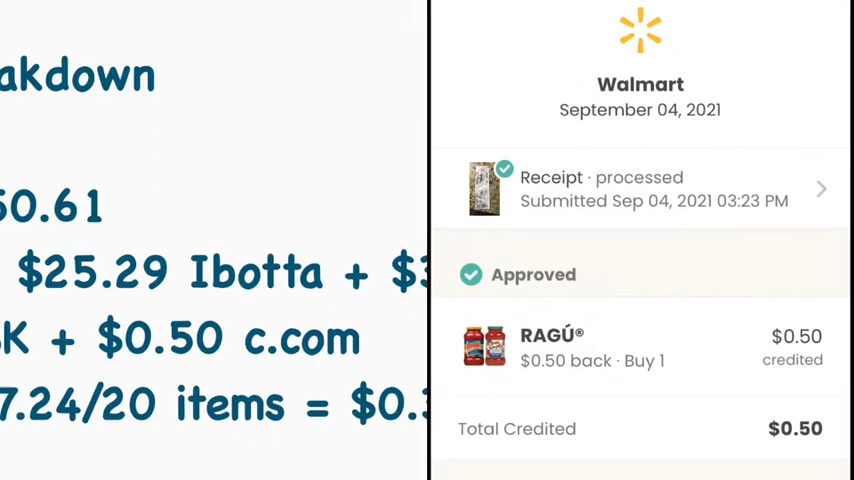 akdown
50.61
$25.29 Ibotta + $
K + $0.50 c.com
7.24/20 items = $0.3
Walmart
September 04, 2021
Receipt · processed
Submitted Sep 04, 2021 03:23 PM
Approved
RAGÚ®
$0.50
$0.50 back · Buy 1
credited
Total Credited
$0.50